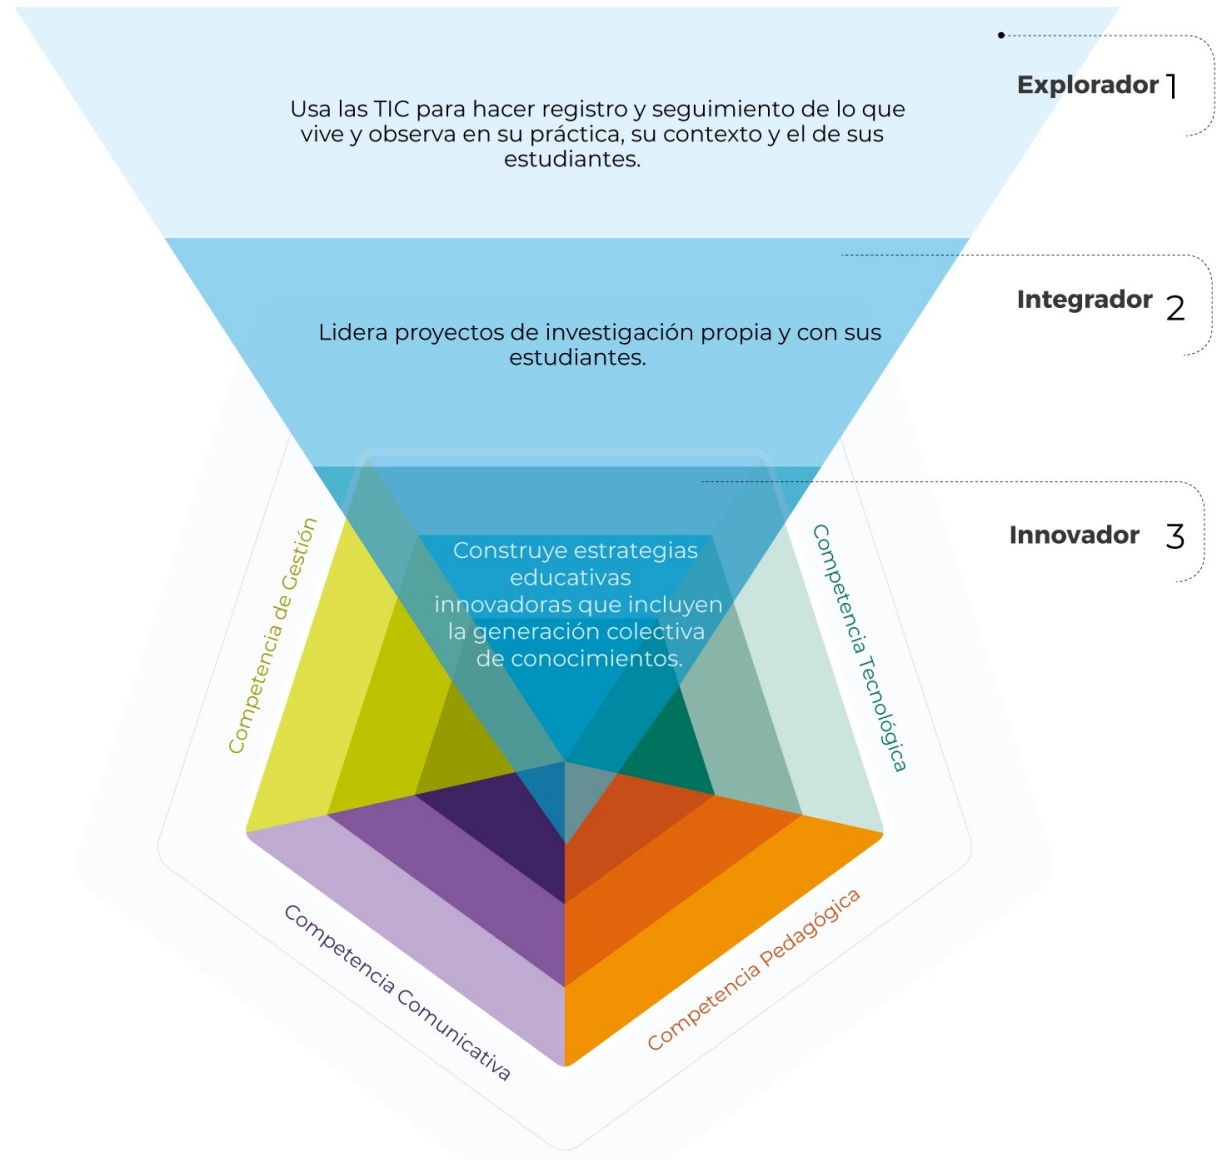 Explorador 1
Usa las TIC para hacer registro y seguimiento de lo que
vive y observa en su práctica, su contexto y el de sus
estudiantes.
Integrador 2
Lidera proyectos de investigación propia y con sus
estudiantes.
Innovador 3
Construye estrategias
educativas
innovadoras que incluyen
la generación colectiva
de conocimientos.
Competencia de Gestión
Competencia Tecnológica
Competencia Comunicativa
Competencia Pedagógica